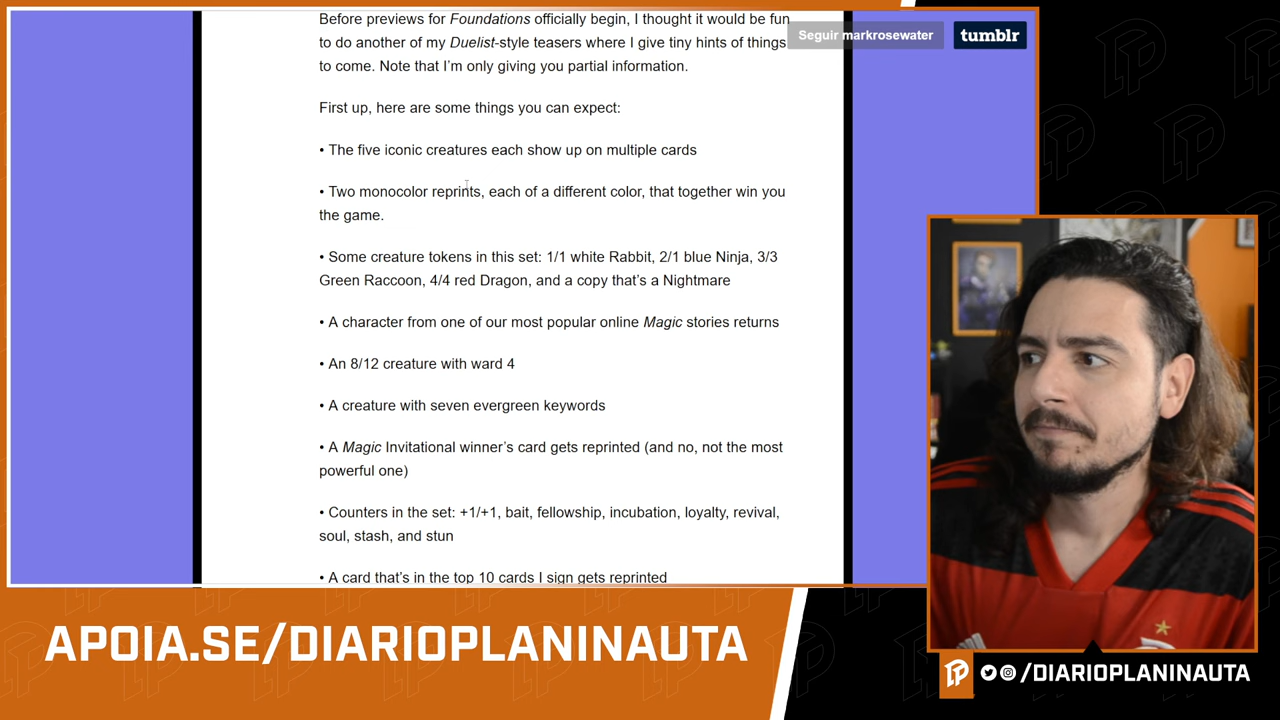 Before previews for Foundations officially begin, I thought it would be fun
to do another of my Duelist-style teasers where I give tiny hints of things
to come. Note that I'm only giving you partial information.
Seguir markrosewater
tumblr
First up, here are some things you can expect:
• The five iconic creatures each show up on multiple cards
• Two monocolor reprints, each of a different color, that together win you
the game.
• Some creature tokens in this set: 1/1 white Rabbit, 2/1 blue Ninja, 3/3
Green Raccoon, 4/4 red Dragon, and a copy that's a Nightmare
• A character from one of our most popular online Magic stories returns
• An 8/12 creature with ward 4
• A creature with seven evergreen keywords
• A Magic Invitational winner's card gets reprinted (and no, not the most
powerful one)
• Counters in the set: +1/+1, bait, fellowship, incubation, loyalty, revival,
soul, stash, and stun
• A card that's in the top 10 cards I sign gets reprinted
APOIA.SE/DIARIOPLANINAUTA
/DIARIOPLANINAUTA